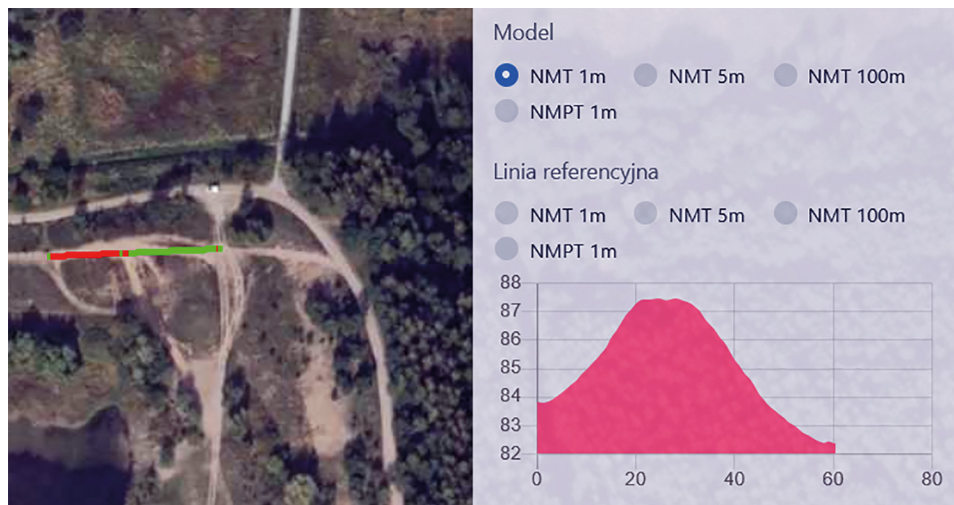 Model
NMT 1m NMT 5m NMT 100m
NMPT 1m
Linia referencyjna
NMT 1m NMT 5m NMT 100m
NMPT 1m
88
87
86
85
84
83
82
0 20 40 60 80